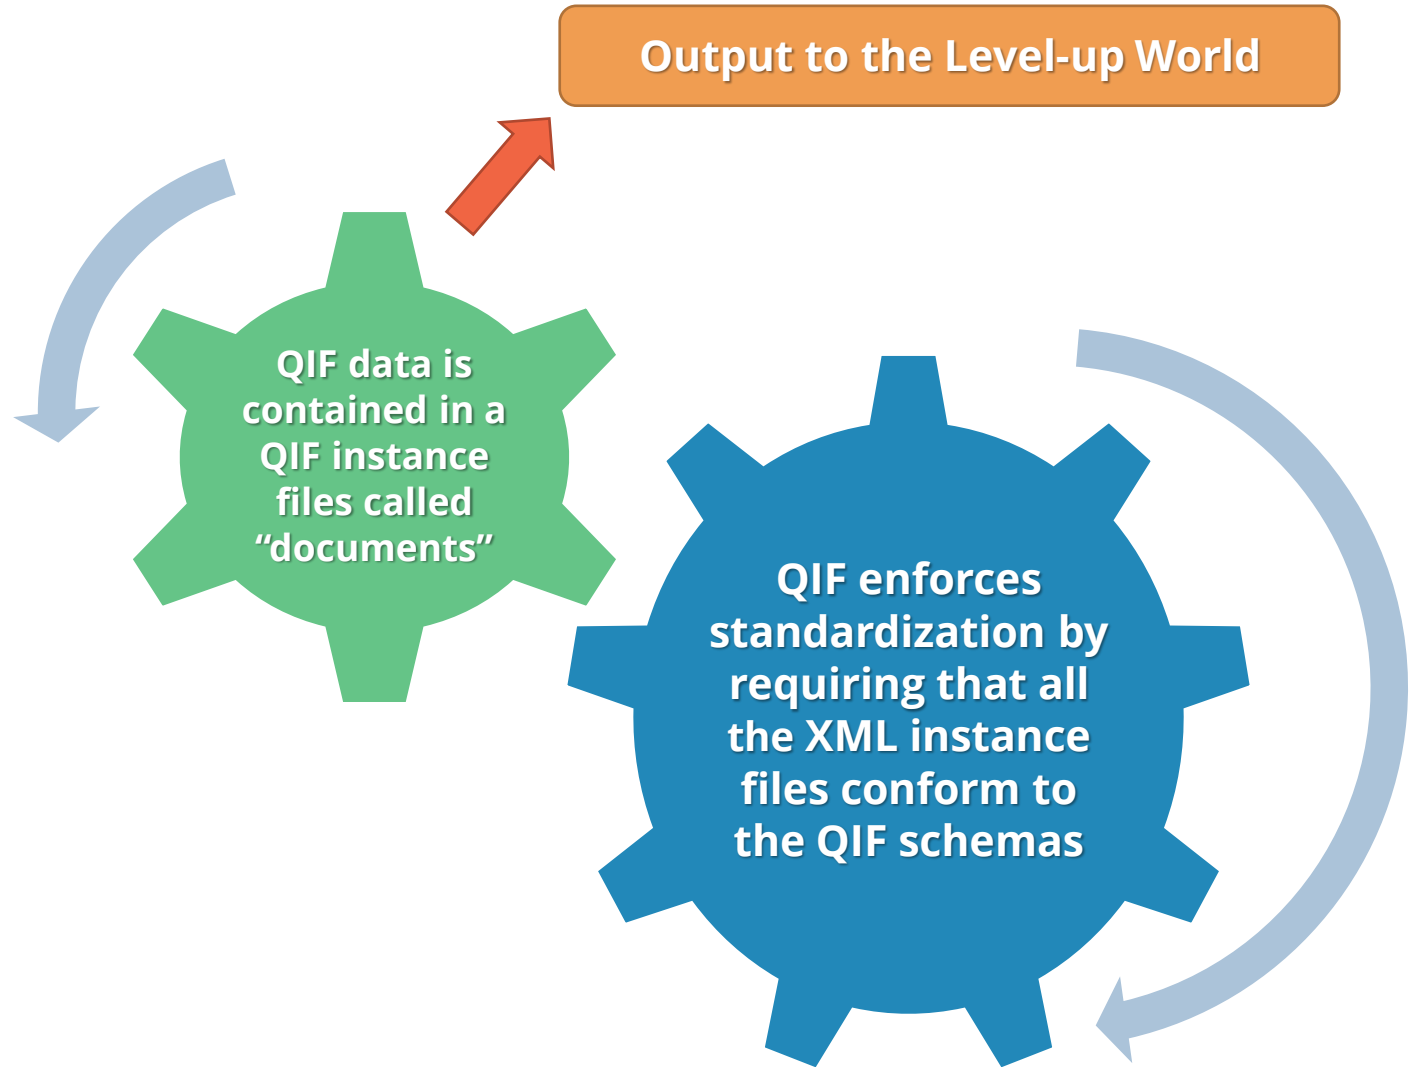 Output to the Level-up World
QIF data is
contained in a
QIF instance
files called
“documents”
QIF enforces
standardization by
requiring that all
the XML instance
files conform to
the QIF schemas